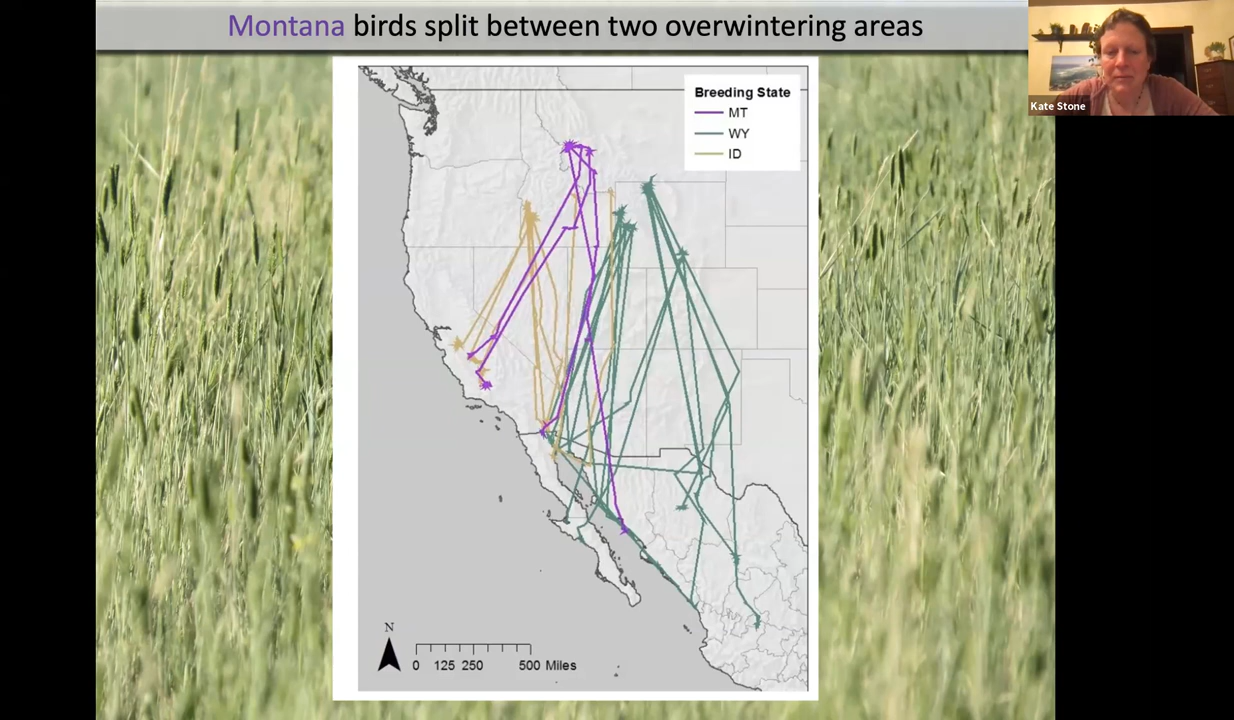 Montana birds split between two overwintering areas
Kate Stone
Breeding State
MT
WY
ID
N
0 125 250 500 Miles